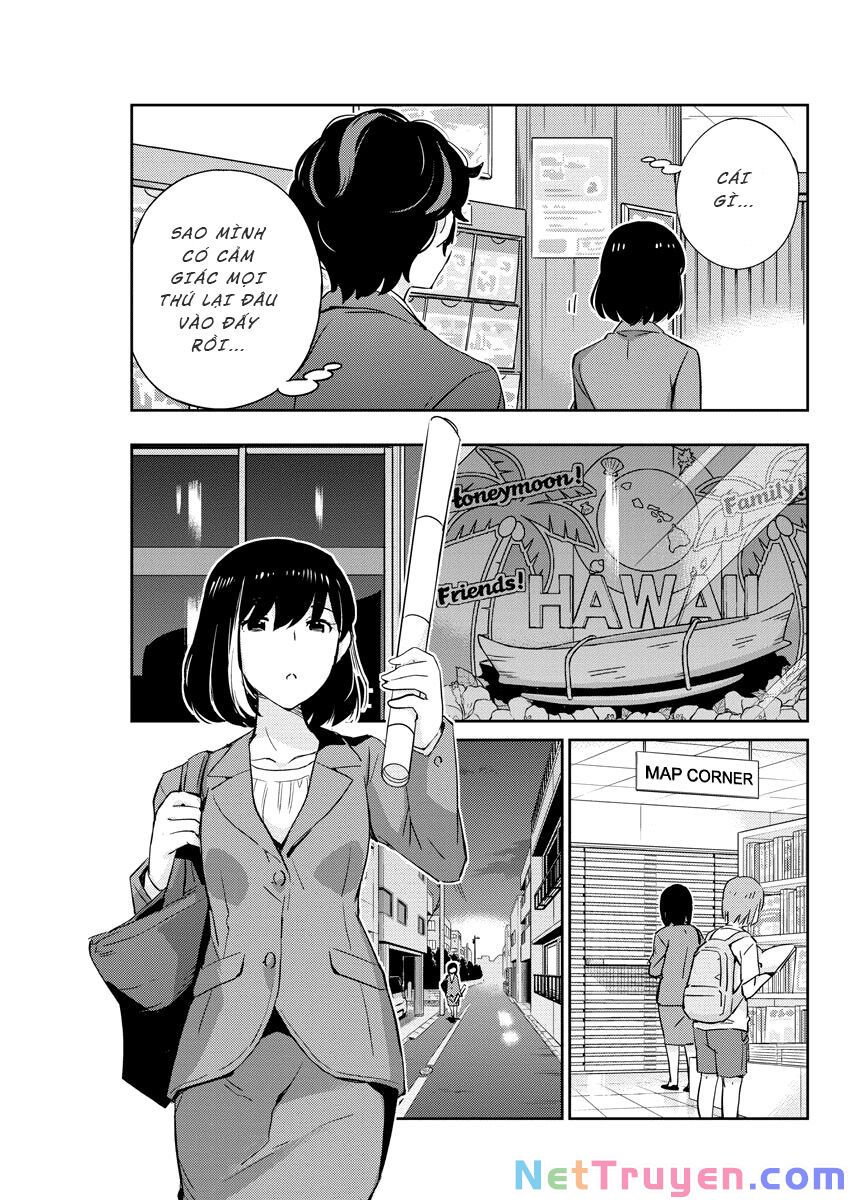 CÁI
GÌ...
SAO MÌNH
CÓ CẢM
GIÁC MỌI
THỨ LẠI ĐÂU
VÀO ĐẤY
RỒI...
Honeymoon!
Family!
Friends!
HAWAII
MAP CORNER
NetTruyen.com